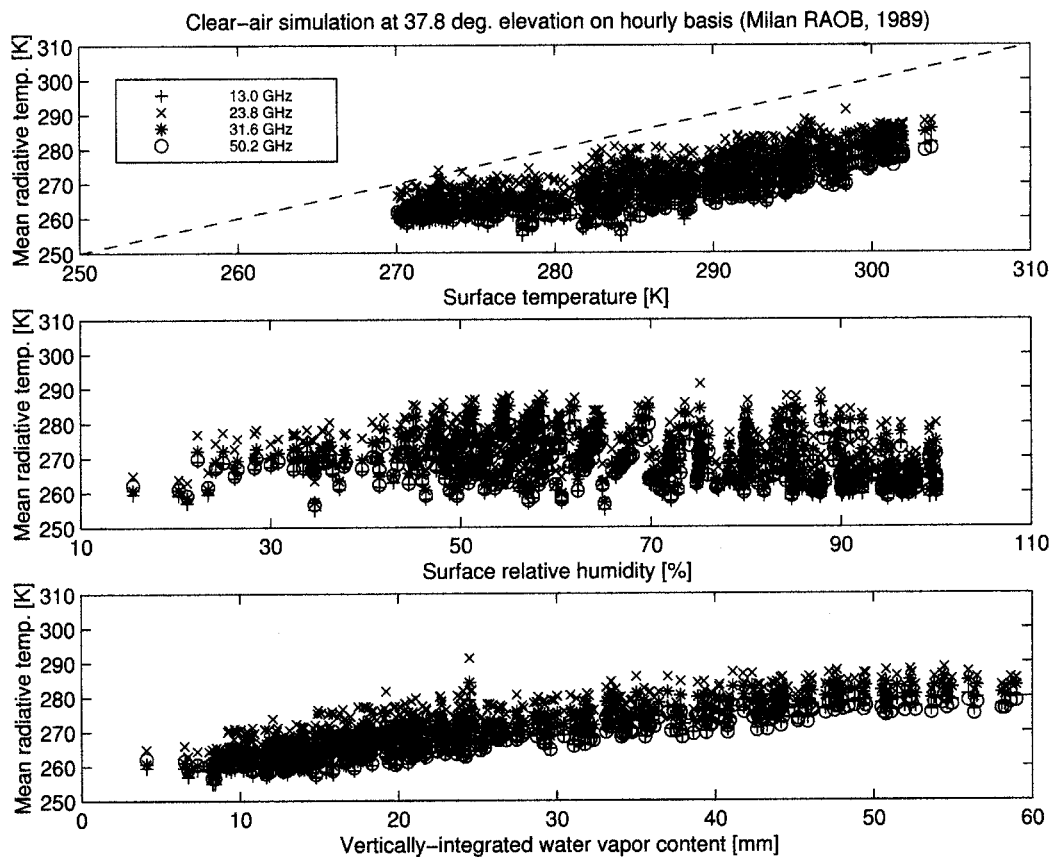 Clear-air simulation at 37.8 deg. elevation on hourly basis (Milan RAOB, 1989)
Mean radiative temp. [K]
310
300
290
280
270
260
250
13.0 GHz
23.8 GHz
31.6 GHz
50.2 GHz
250 260 270 280 290 300 310
Surface temperature [K]
Mean radiative temp. [K]
310
300
290
280
270
260
250
10 30 50 70 90 110
Surface relative humidity [%]
Mean radiative temp. [K]
310
300
290
280
270
260
250
0 10 20 30 40 50 60
Vertically-integrated water vapor content [mm]